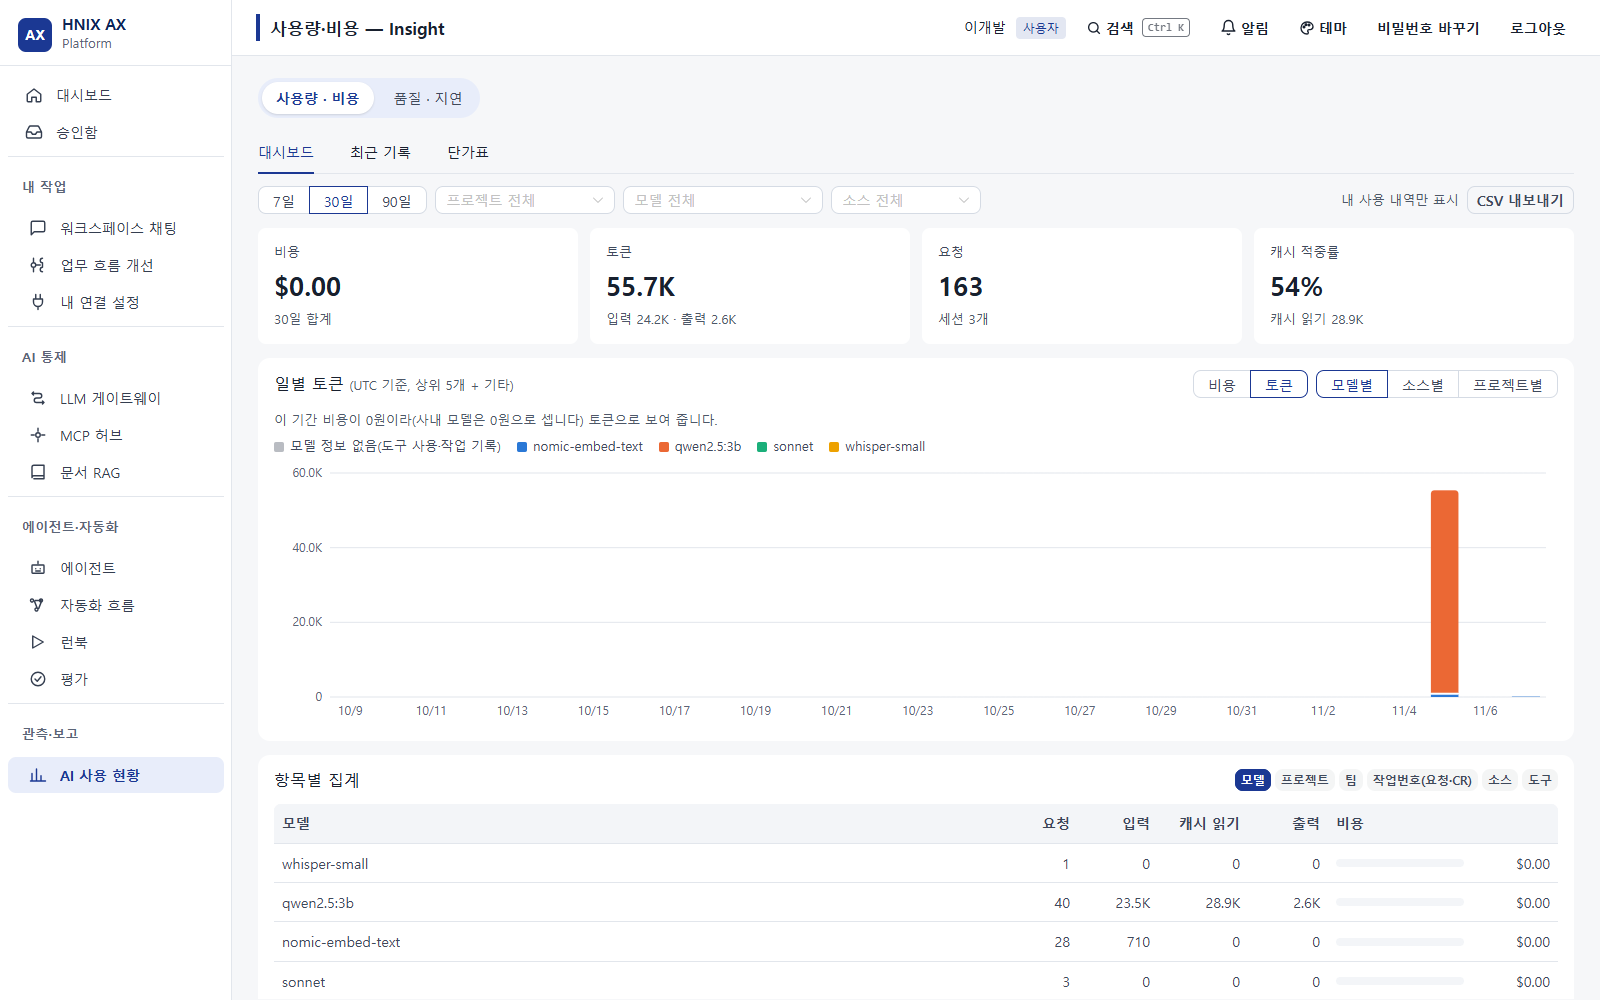 AX
HNIX AX
Platform
대시보드
승인함
내 작업
워크스페이스 채팅
업무 흐름 개선
내 연결 설정
AI 통제
LLM 게이트웨이
MCP 허브
문서 RAG
에이전트·자동화
에이전트
자동화 흐름
런북
평가
관측·보고
AI 사용 현황
사용량·비용 — Insight
이개발 사용자 검색 Ctrl K 알림 테마 비밀번호 바꾸기 로그아웃
사용량 · 비용 품질 · 지연
대시보드 최근 기록 단가표
7일 30일 90일 프로젝트 전체 모델 전체 소스 전체 내 사용 내역만 표시 CSV 내보내기
비용
$0.00
30일 합계
토큰
55.7K
입력 24.2K · 출력 2.6K
요청
163
세션 3개
캐시 적중률
54%
캐시 읽기 28.9K
일별 토큰 (UTC 기준, 상위 5개 + 기타) 비용 토큰 모델별 소스별 프로젝트별
이 기간 비용이 0원이라(사내 모델은 0원으로 셉니다) 토큰으로 보여 줍니다.
모델 정보 없음(도구 사용·작업 기록) nomic-embed-text qwen2.5:3b sonnet whisper-small
60.0K
40.0K
20.0K
0
10/9 10/11 10/13 10/15 10/17 10/19 10/21 10/23 10/25 10/27 10/29 10/31 11/2 11/4 11/6
항목별 집계 모델 프로젝트 팀 작업번호(요청·CR) 소스 도구
모델 요청 입력 캐시 읽기 출력 비용
whisper-small 1 0 0 0 $0.00
qwen2.5:3b 40 23.5K 28.9K 2.6K $0.00
nomic-embed-text 28 710 0 0 $0.00
sonnet 3 0 0 0 $0.00